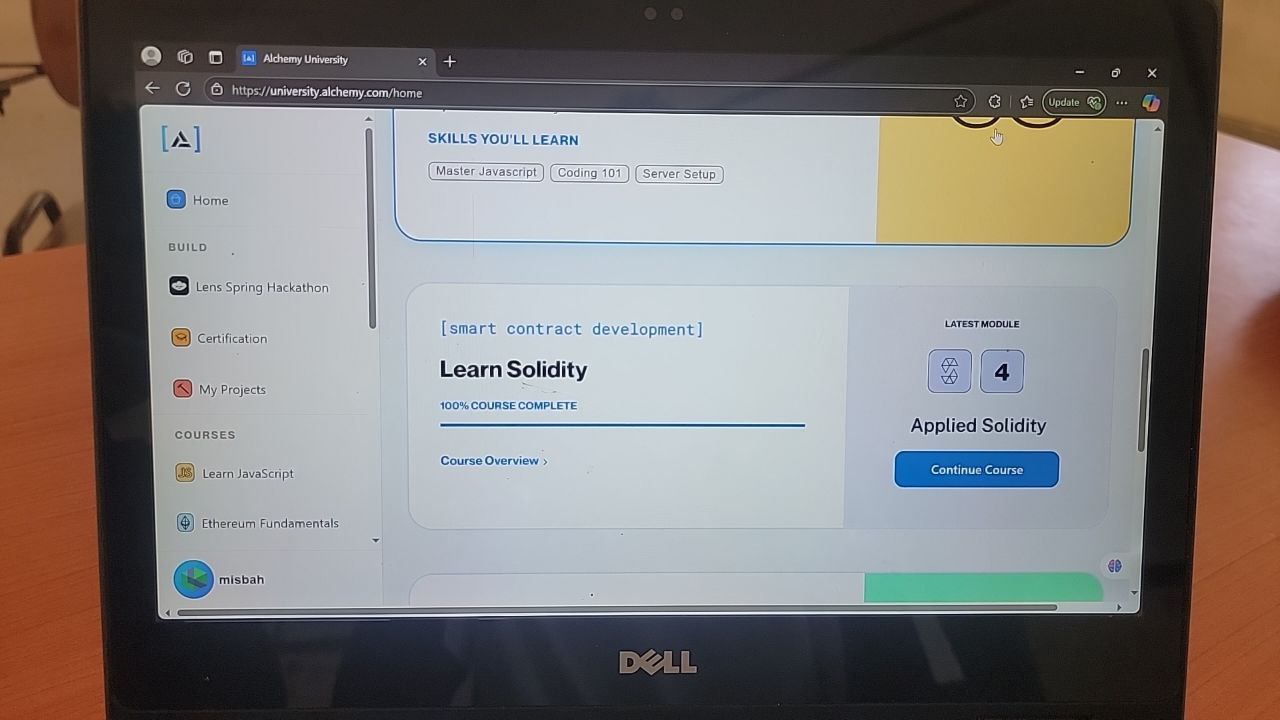 Alchemy University
https://university.alchemy.com/home
Update
Home
BUILD
Lens Spring Hackathon
Certification
My Projects
COURSES
JS
Learn JavaScript
Ethereum Fundamentals
misbah
SKILLS YOU'LL LEARN
Master Javascript
Coding 101
Server Setup
[smart contract development]
Learn Solidity
100% COURSE COMPLETE
Course Overview ›
LATEST MODULE
4
Applied Solidity
Continue Course
DELL